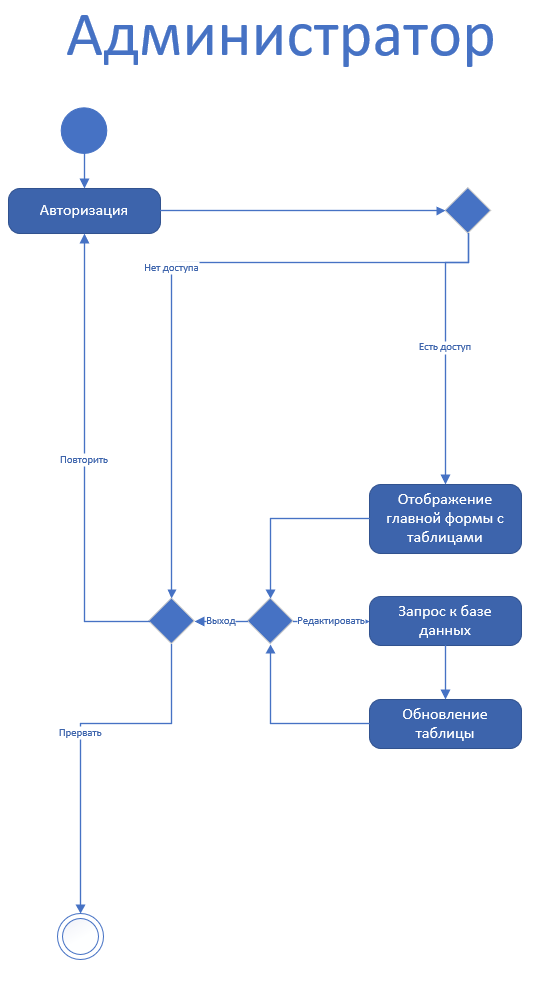 Администратор
Авторизация
Нет доступа
Есть доступ
Повторить
Отображение
главной формы с
таблицами
Выход
Редактировать
Запрос к базе
данных
Обновление
таблицы
Прервать